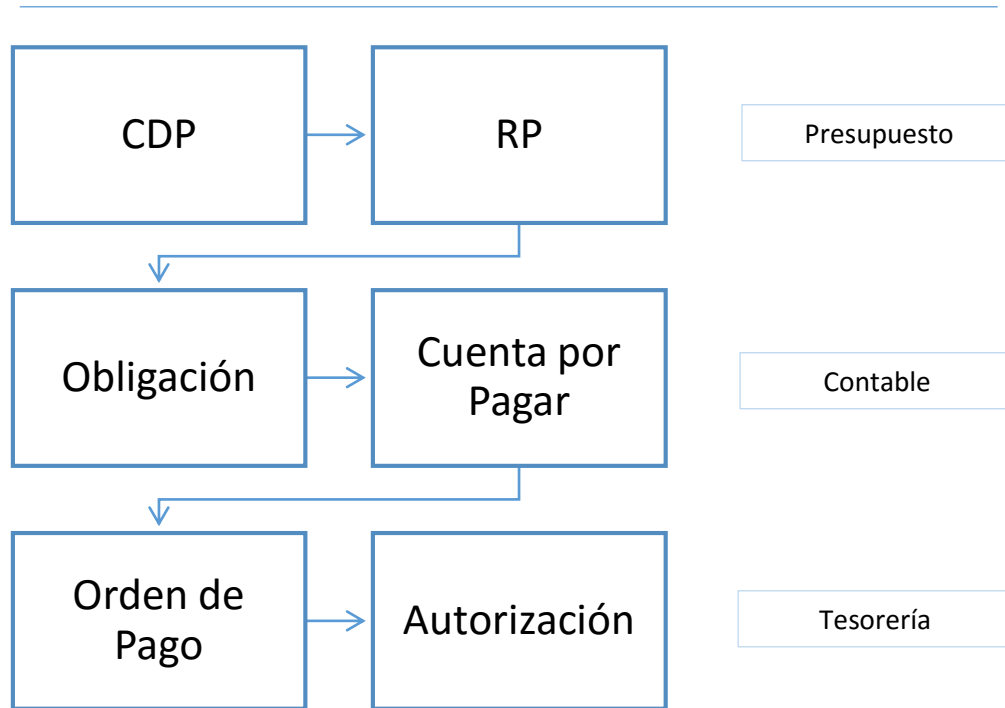 CDP
RP
Presupuesto
Obligación
Cuenta por
Pagar
Contable
Orden de
Pago
Autorización
Tesorería